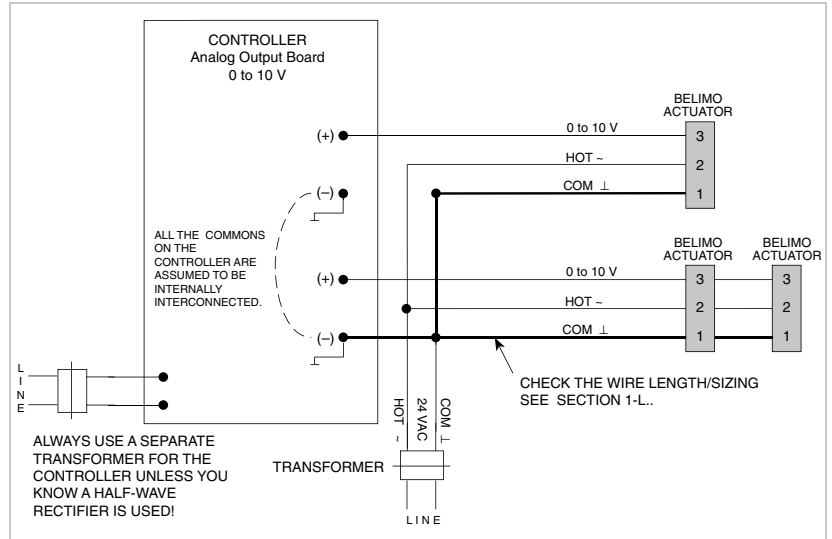 CONTROLLER
Analog Output Board
0 to 10 V
BELIMO
ACTUATOR
(+)
0 to 10 V
3
HOT ~
2
(–)
COM ⊥
1
ALL THE COMMONS
ON THE
CONTROLLER ARE
ASSUMED TO BE
INTERNALLY
INTERCONNECTED.
BELIMO
ACTUATOR
BELIMO
ACTUATOR
(+)
0 to 10 V
3
3
HOT ~
2
2
(–)
COM ⊥
1
1
LINE
CHECK THE WIRE LENGTH/SIZING
SEE SECTION 1-L..
HOT ~
24 VAC
COM ⊥
ALWAYS USE A SEPARATE
TRANSFORMER FOR THE
CONTROLLER UNLESS YOU
KNOW A HALF-WAVE
RECTIFIER IS USED!
TRANSFORMER
LINE